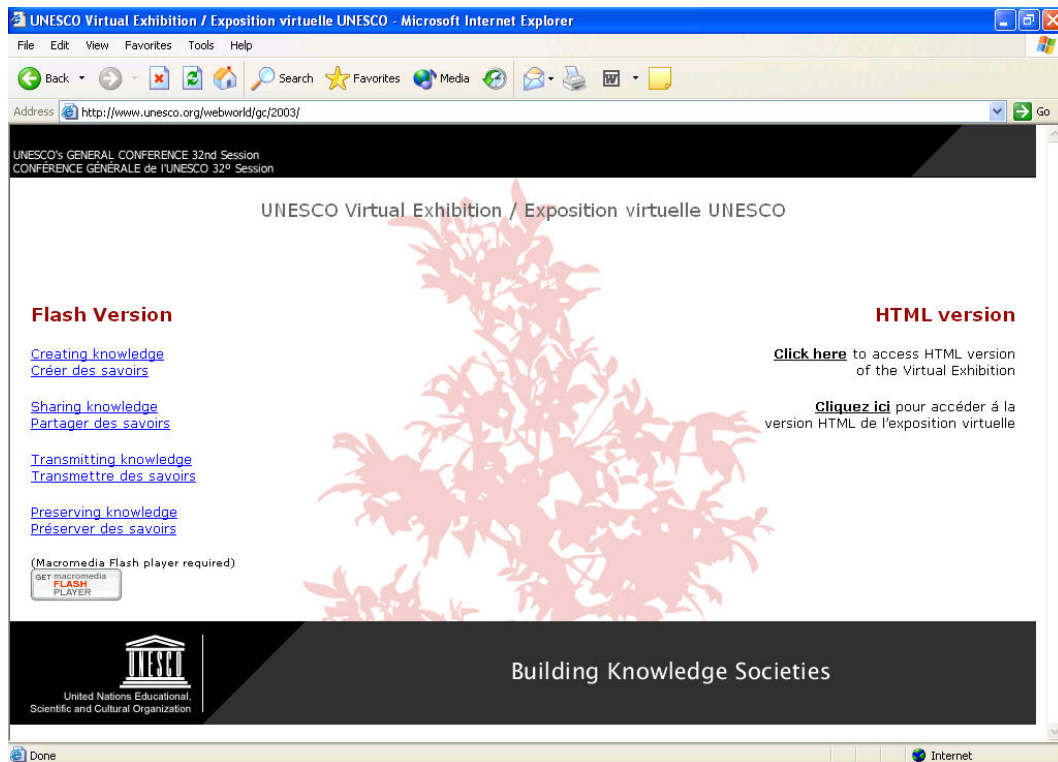 UNESCO Virtual Exhibition / Exposition virtuelle UNESCO - Microsoft Internet Explorer
File Edit View Favorites Tools Help
Back Search Favorites Media
Address http://www.unesco.org/webworld/gc/2003/ Go
UNESCO's GENERAL CONFERENCE 32nd Session
CONFÉRENCE GÉNÉRALE de l'UNESCO 32º Session
UNESCO Virtual Exhibition / Exposition virtuelle UNESCO
Flash Version
Creating knowledge
Créer des savoirs
Sharing knowledge
Partager des savoirs
Transmitting knowledge
Transmettre des savoirs
Preserving knowledge
Préserver des savoirs
(Macromedia Flash player required)
GET macromedia
FLASH
PLAYER
HTML version
Click here to access HTML version
of the Virtual Exhibition
Cliquez ici pour accéder á la
version HTML de l'exposition virtuelle
UNESCO
United Nations Educational,
Scientific and Cultural Organization
Building Knowledge Societies
Done Internet